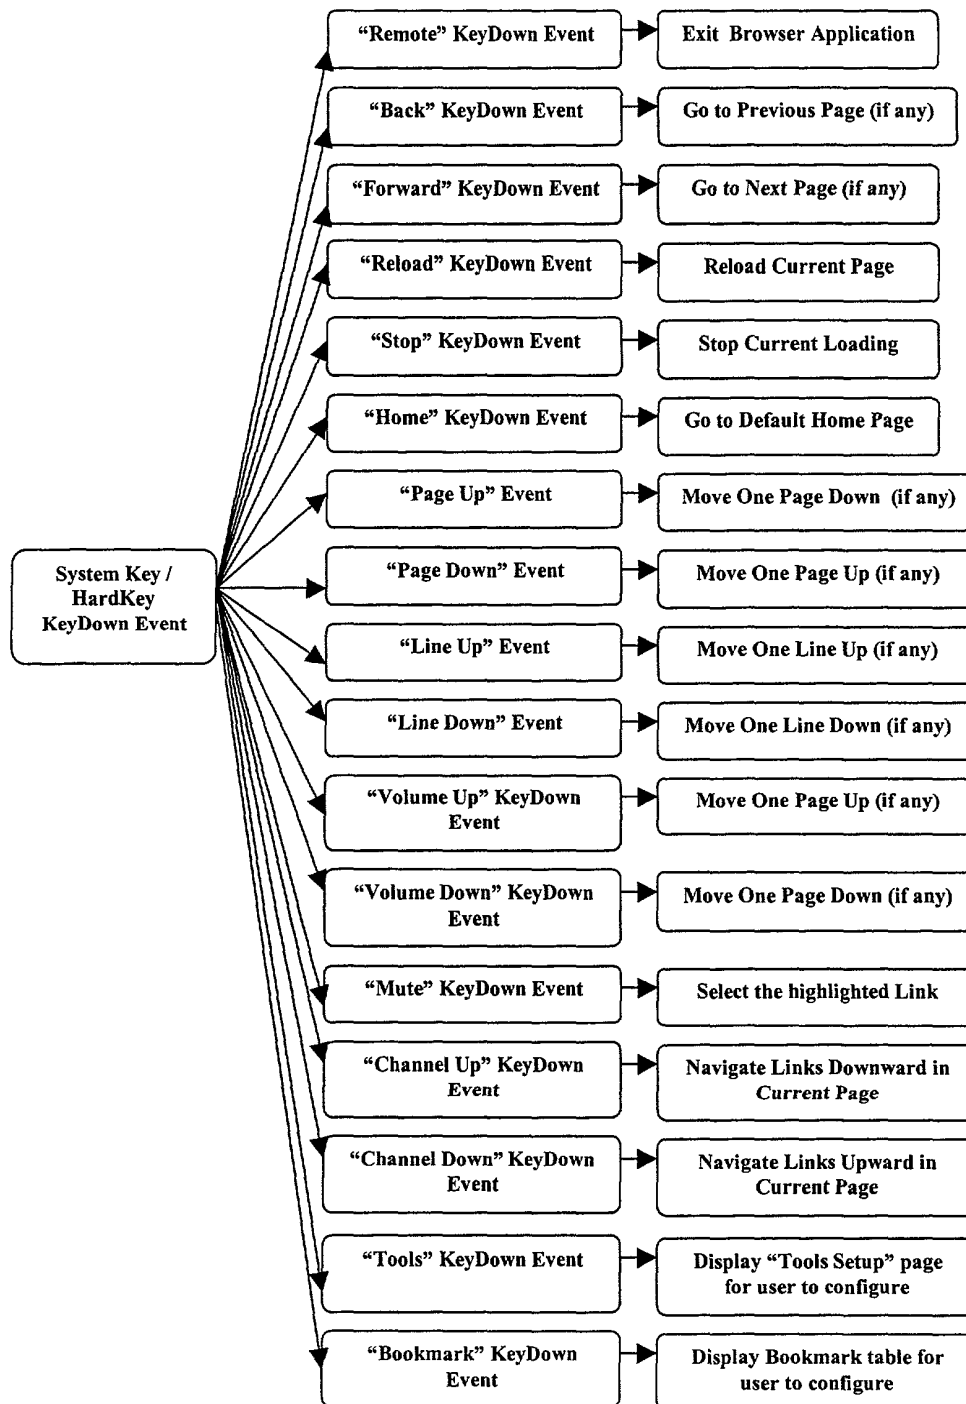 “Remote” KeyDown Event
Exit Browser Application
“Back” KeyDown Event
Go to Previous Page (if any)
“Forward” KeyDown Event
Go to Next Page (if any)
“Reload” KeyDown Event
Reload Current Page
“Stop” KeyDown Event
Stop Current Loading
“Home” KeyDown Event
Go to Default Home Page
“Page Up” Event
Move One Page Down (if any)
System Key /
HardKey
KeyDown Event
“Page Down” Event
Move One Page Up (if any)
“Line Up” Event
Move One Line Up (if any)
“Line Down” Event
Move One Line Down (if any)
“Volume Up” KeyDown
Event
Move One Page Up (if any)
“Volume Down” KeyDown
Event
Move One Page Down (if any)
“Mute” KeyDown Event
Select the highlighted Link
“Channel Up” KeyDown
Event
Navigate Links Downward in
Current Page
“Channel Down” KeyDown
Event
Navigate Links Upward in
Current Page
“Tools” KeyDown Event
Display “Tools Setup” page
for user to configure
“Bookmark” KeyDown
Event
Display Bookmark table for
user to configure